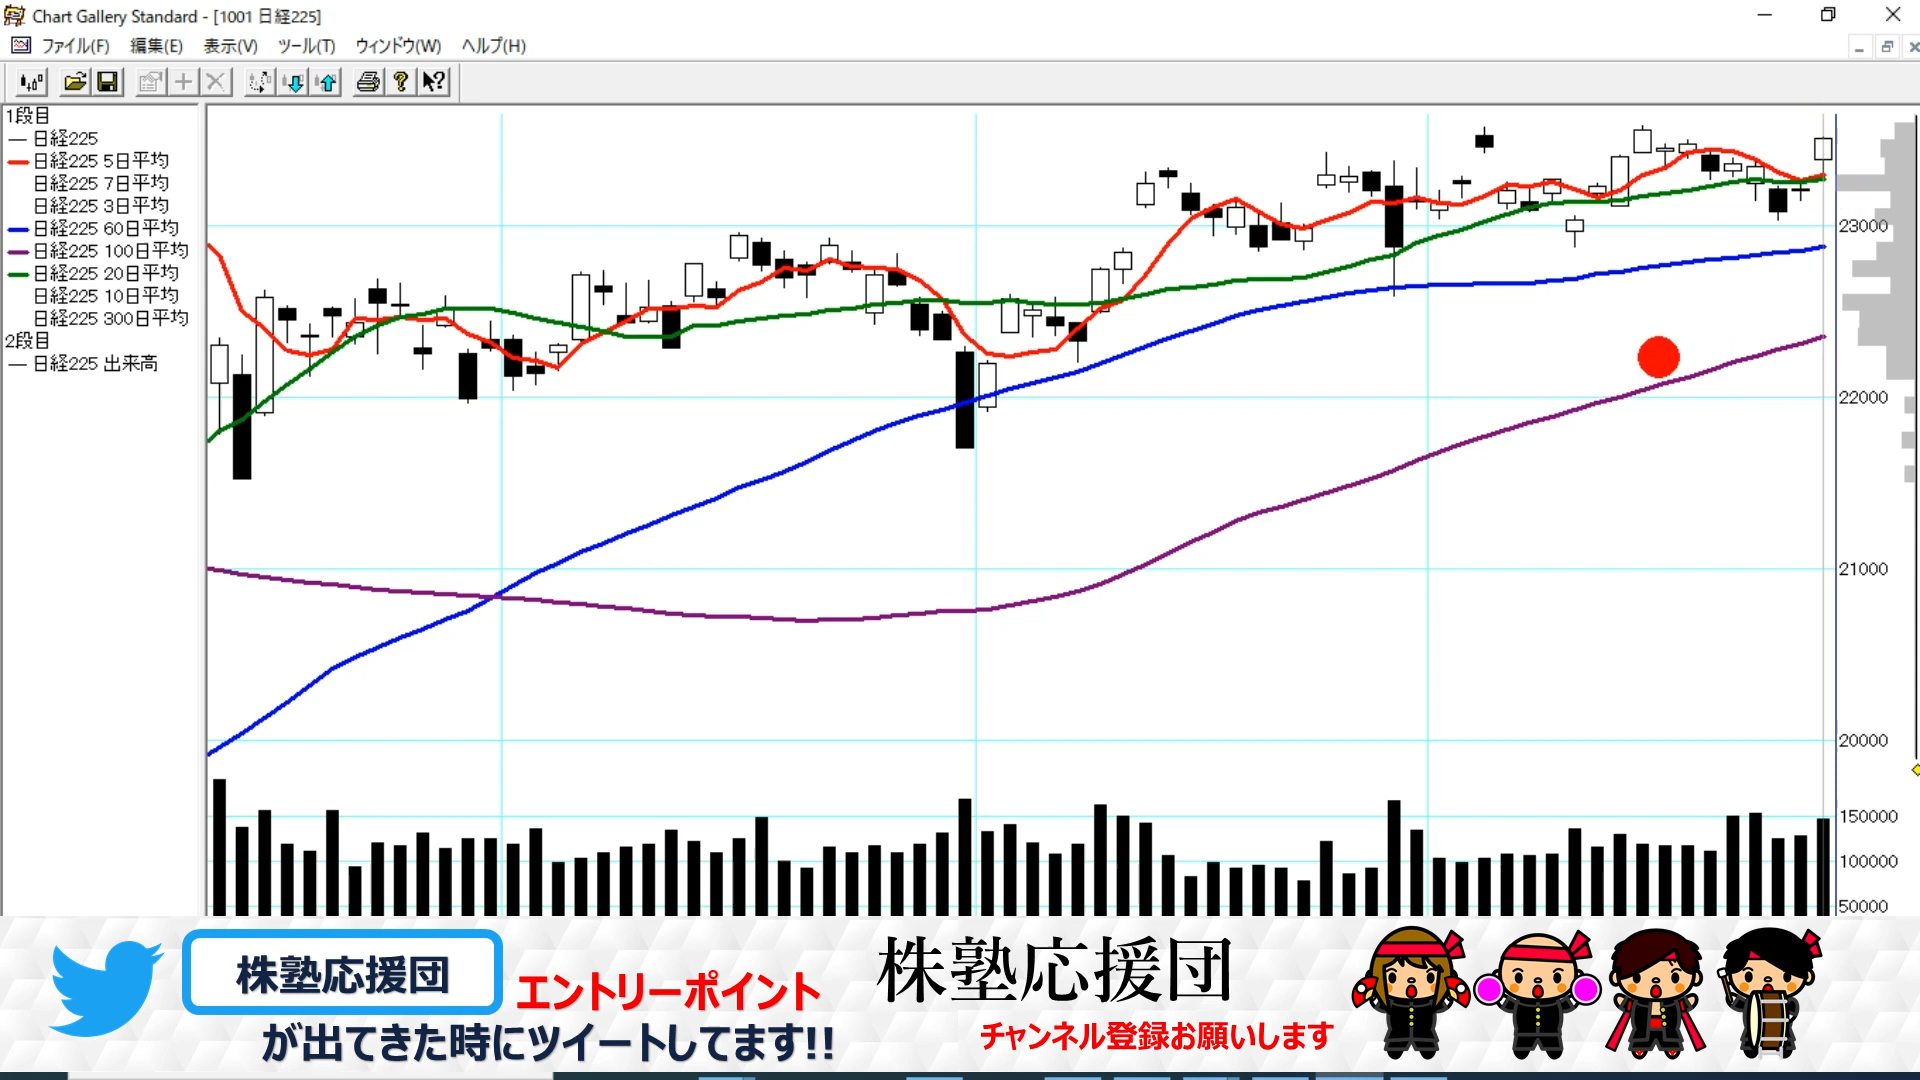 Chart Gallery Standard - [1001 日経225]
ファイル(F) 編集(E) 表示(V) ツール(T) ウィンドウ(W) ヘルプ(H)
1段目
日経225
日経225 5日平均
日経225 7日平均
日経225 3日平均
日経225 60日平均
日経225 100日平均
日経225 20日平均
日経225 10日平均
日経225 300日平均
2段目
日経225 出来高
23000
22000
21000
20000
150000
100000
50000
株塾応援団
エントリーポイント
が出てきた時にツイートしてます!!
株塾応援団
チャンネル登録お願いします